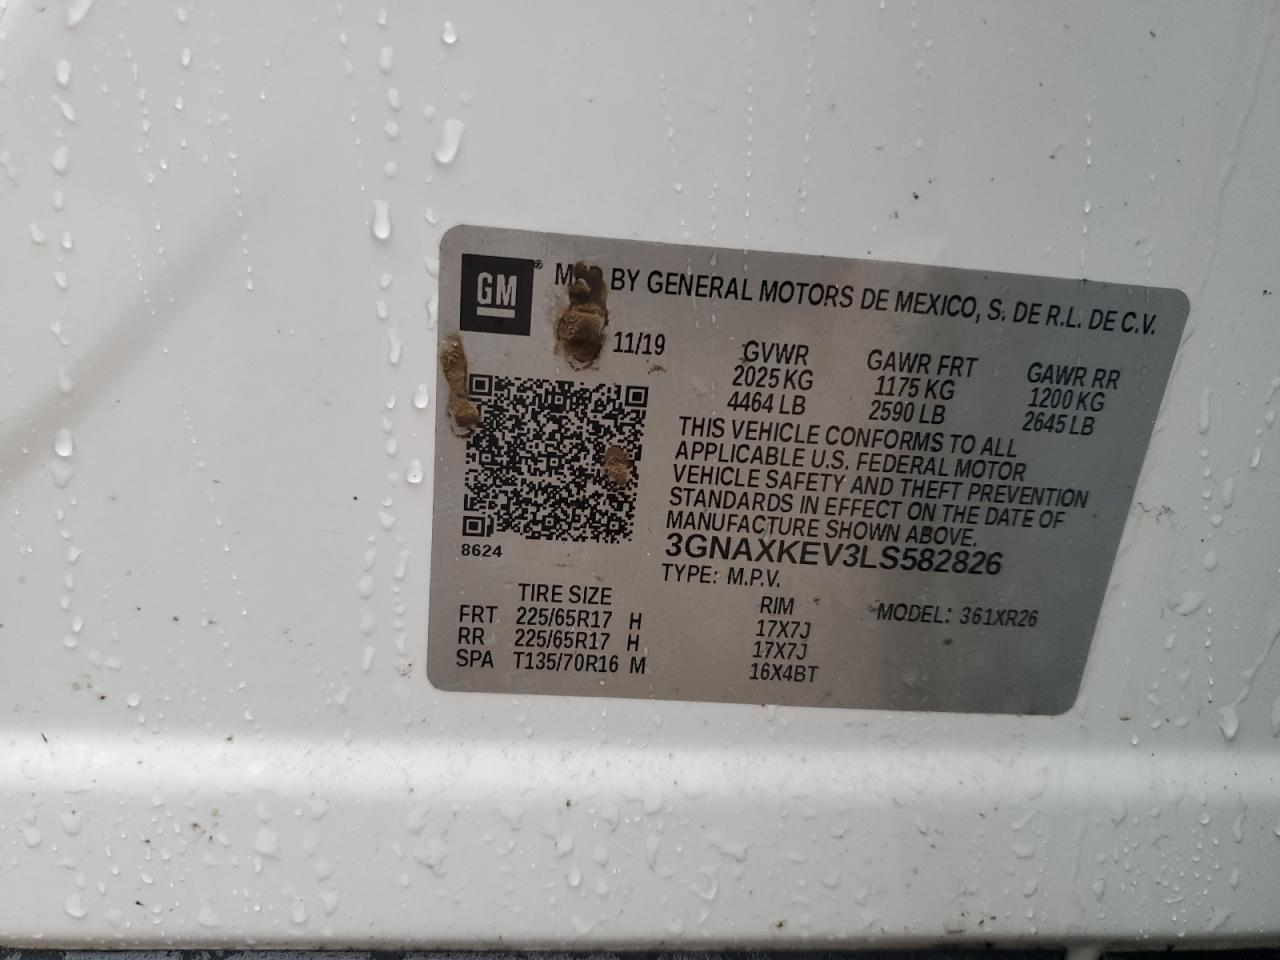 GM ® BY GENERAL MOTORS DE MEXICO, S. DE R.L. DE C.V.
11/19
GVWR GAWR FRT GAWR RR
2025 KG 1175 KG 1200 KG
4464 LB 2590 LB 2645 LB
THIS VEHICLE CONFORMS TO ALL
APPLICABLE U.S. FEDERAL MOTOR
VEHICLE SAFETY AND THEFT PREVENTION
STANDARDS IN EFFECT ON THE DATE OF
MANUFACTURE SHOWN ABOVE.
8624
3GNAXKEV3LS582826
TYPE: M.P.V.
MODEL: 361XR26
TIRE SIZE RIM
FRT 225/65R17 H 17X7J
RR 225/65R17 H 17X7J
SPA T135/70R16 M 16X4BT